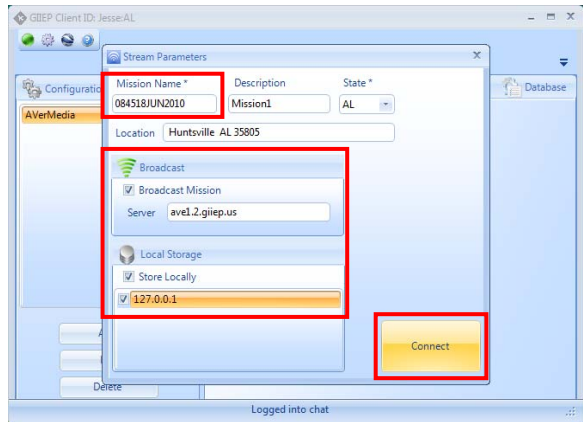 GIIEP Client ID: Jesse:AL
Stream Parameters
Configuratio
Database
AVerMedia
Mission Name *
Description
State *
084518JUN2010
Mission1
AL
Location
Huntsville AL 35805
Broadcast
Broadcast Mission
Server
ave1.2.giiep.us
Local Storage
Store Locally
127.0.0.1
Connect
Delete
Logged into chat